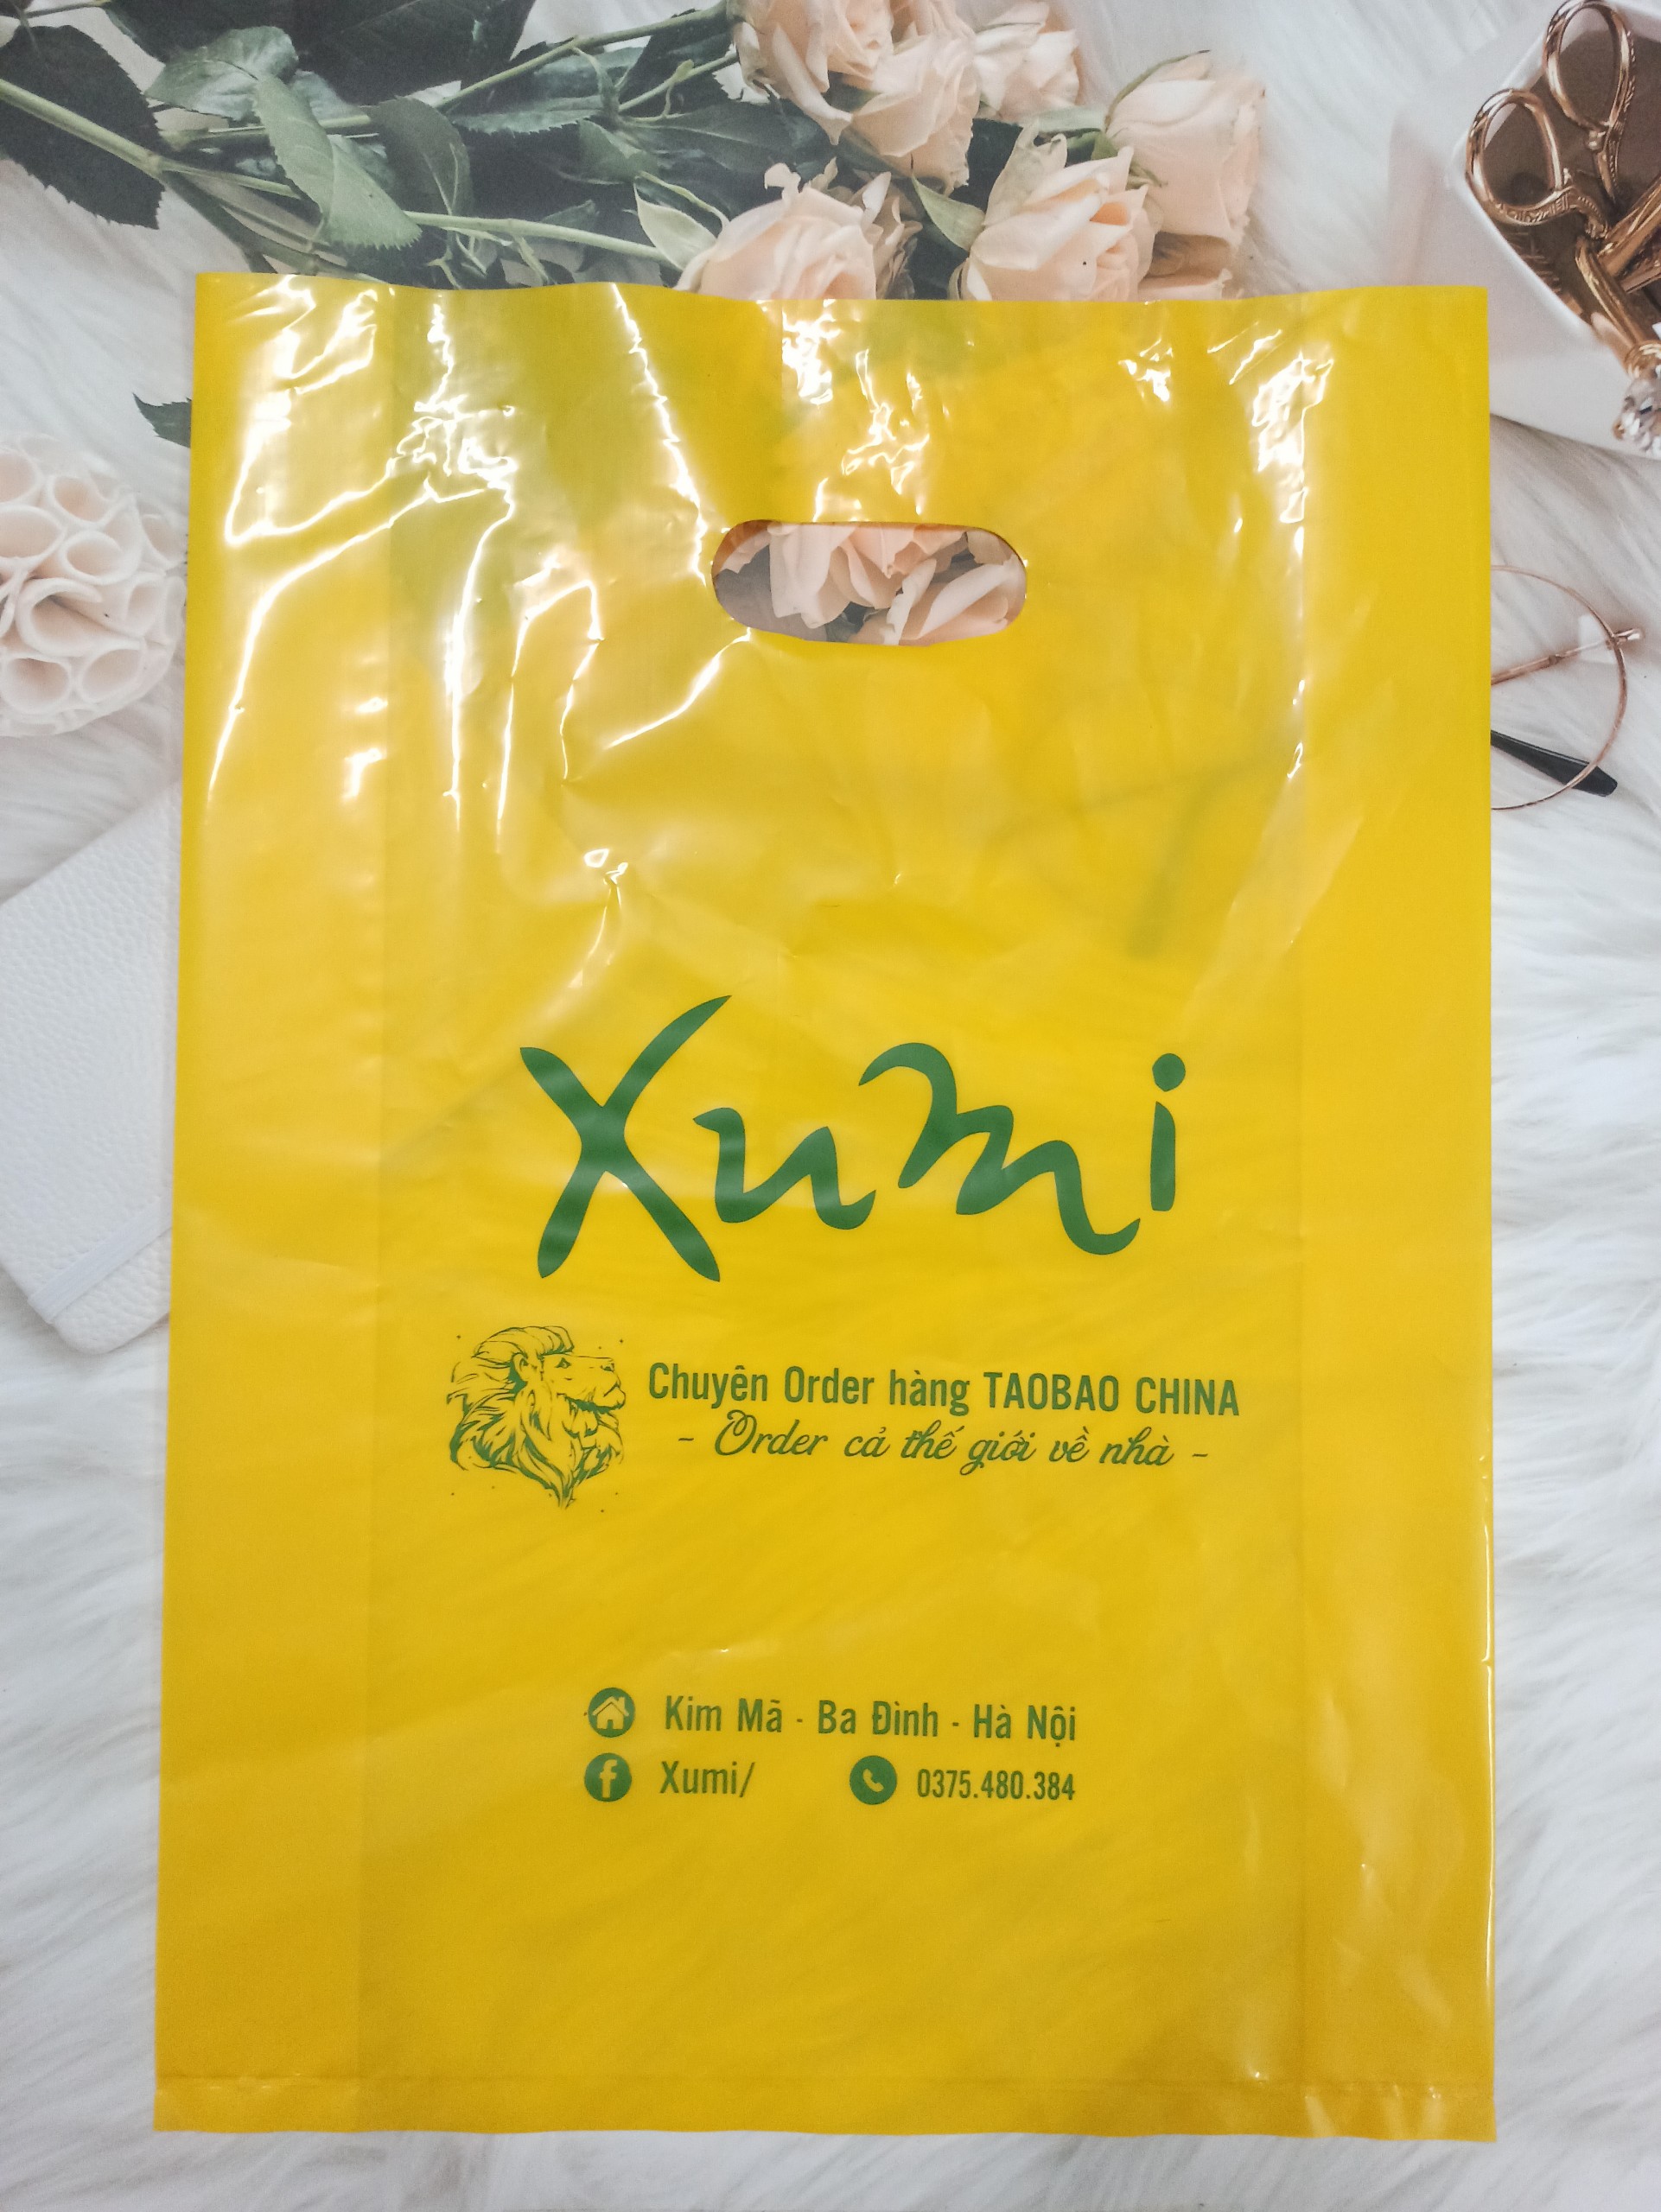 Xumi
Chuyên Order hàng TAOBAO CHINA
- Order cả thế giới về nhà -
Kim Mã - Ba Đình - Hà Nội
Xumi/ 0375.480.384